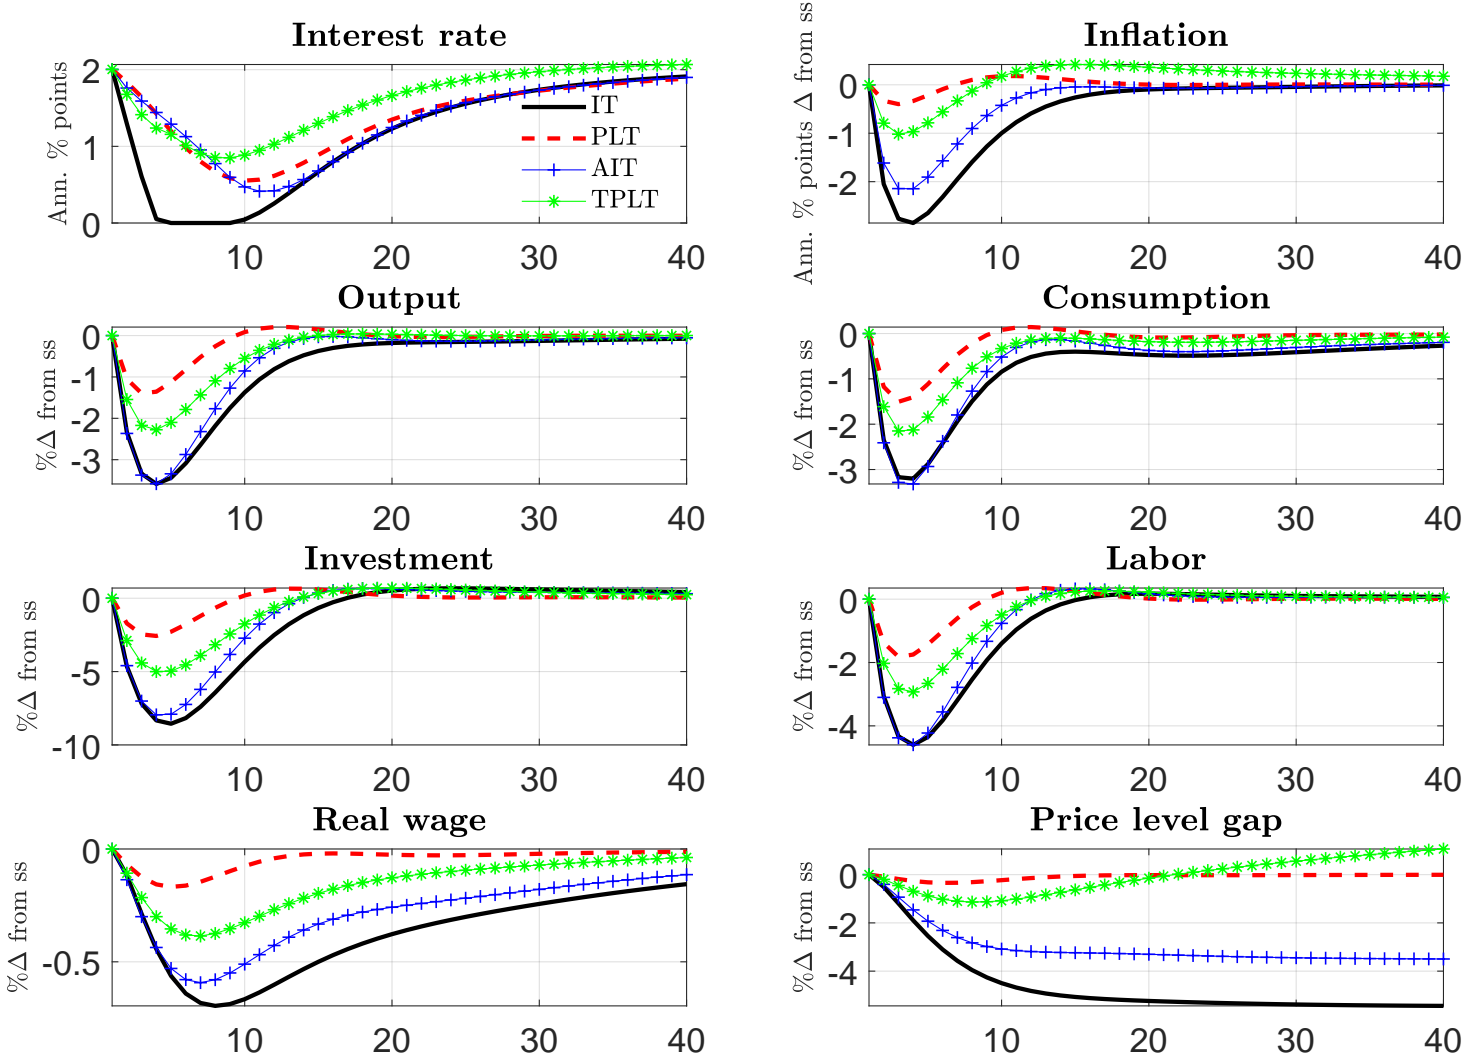 Interest rate
Ann. % points
2
1
0
10 20 30 40
IT
PLT
AIT
TPLT
Inflation
Ann. % points Δ from ss
0
-1
-2
10 20 30 40
Output
%Δ from ss
0
-1
-2
-3
10 20 30 40
Consumption
%Δ from ss
0
-1
-2
-3
10 20 30 40
Investment
%Δ from ss
0
-5
-10
10 20 30 40
Labor
%Δ from ss
0
-2
-4
10 20 30 40
Real wage
%Δ from ss
0
-0.5
10 20 30 40
Price level gap
%Δ from ss
0
-2
-4
10 20 30 40